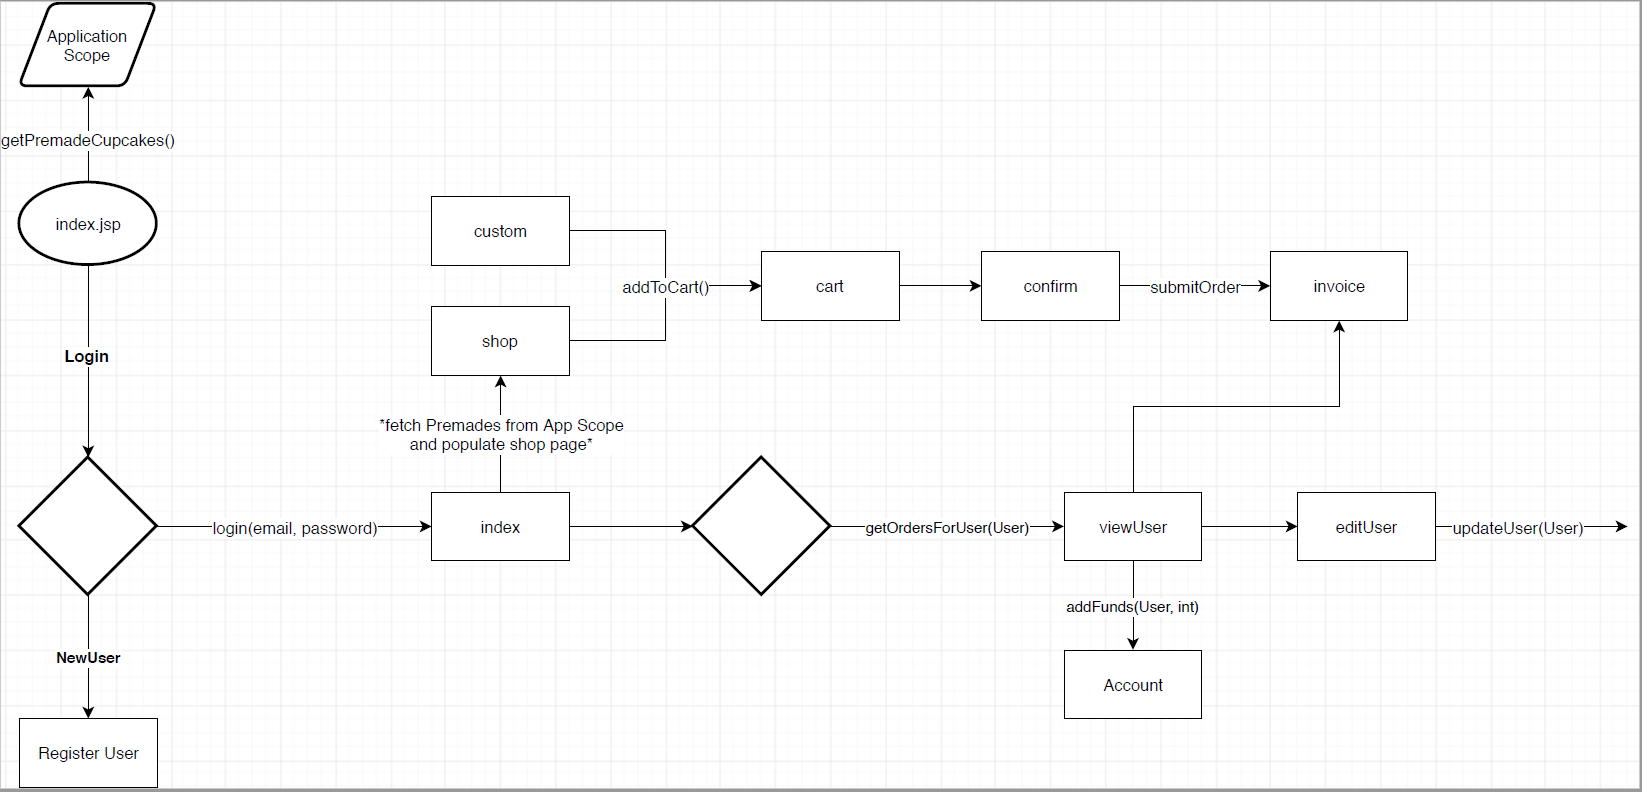 Application
Scope
getPremadeCupcakes()
index.jsp
custom
addToCart()
cart
confirm
submitOrder
invoice
shop
Login
*fetch Premades from App Scope
and populate shop page*
login(email, password)
index
getOrdersForUser(User)
viewUser
editUser
updateUser(User)
addFunds(User, int)
NewUser
Account
Register User